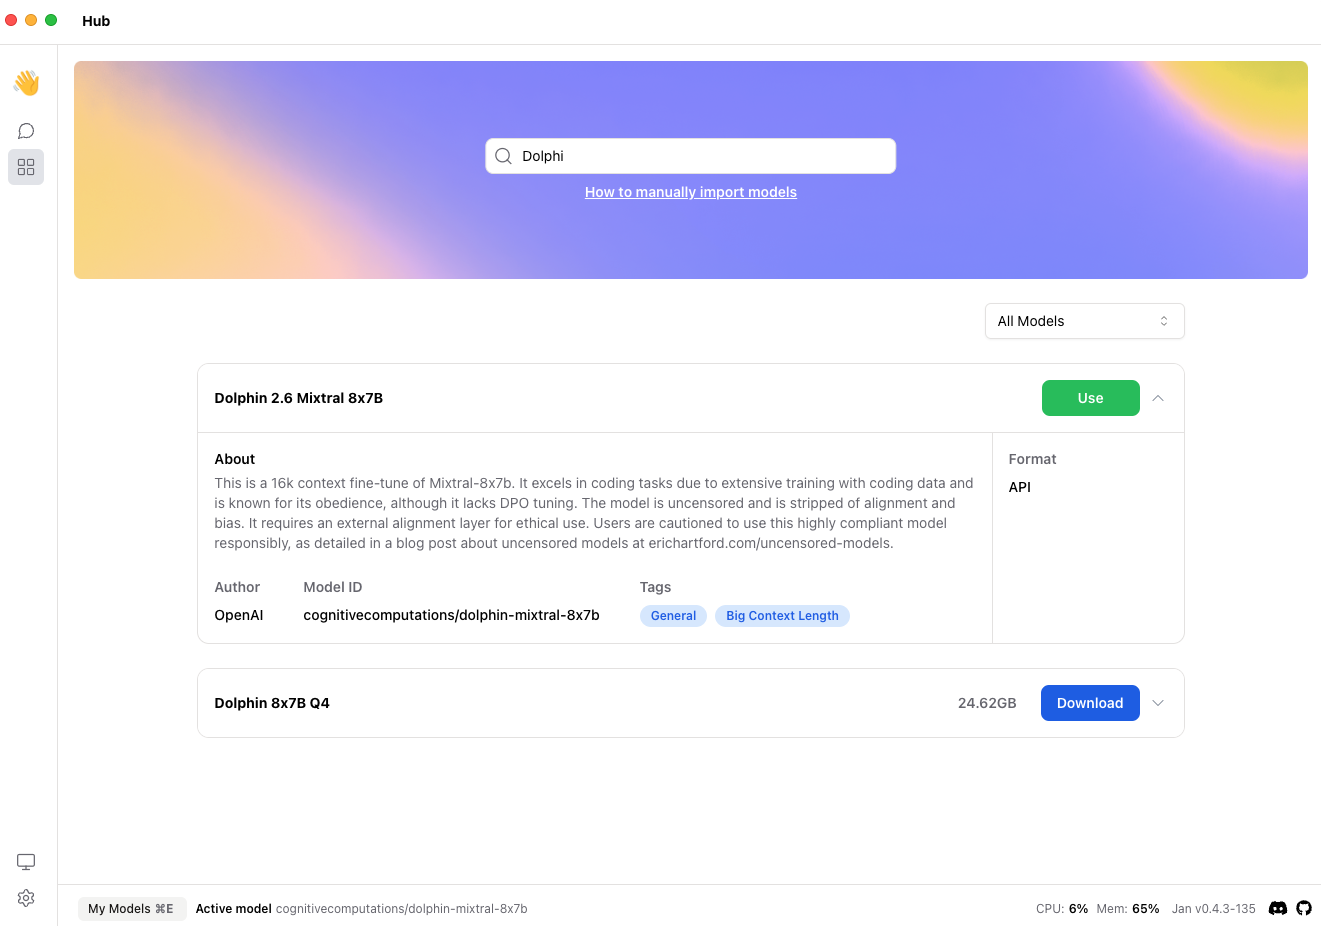 Hub
Dolphi
How to manually import models
All Models
Dolphin 2.6 Mixtral 8x7B
Use
About
This is a 16k context fine-tune of Mixtral-8x7b. It excels in coding tasks due to extensive training with coding data and
is known for its obedience, although it lacks DPO tuning. The model is uncensored and is stripped of alignment and
bias. It requires an external alignment layer for ethical use. Users are cautioned to use this highly compliant model
responsibly, as detailed in a blog post about uncensored models at erichartford.com/uncensored-models.
Format
API
Author
Model ID
Tags
OpenAI
cognitivecomputations/dolphin-mixtral-8x7b
General
Big Context Length
Dolphin 8x7B Q4
24.62GB
Download
My Models ⌘E
Active model cognitivecomputations/dolphin-mixtral-8x7b
CPU: 6% Mem: 65% Jan v0.4.3-135